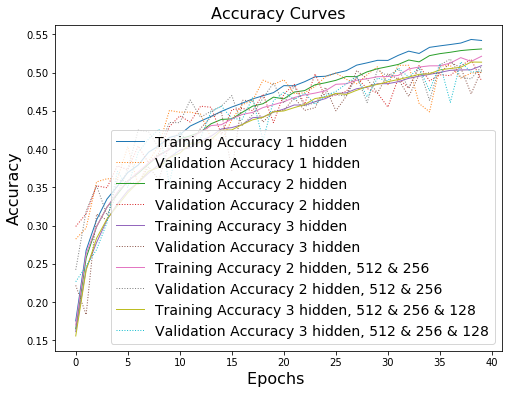 Accuracy Curves
0.55
0.50
0.45
0.40
0.35
0.30
0.25
0.20
0.15
Accuracy
Training Accuracy 1 hidden
Validation Accuracy 1 hidden
Training Accuracy 2 hidden
Validation Accuracy 2 hidden
Training Accuracy 3 hidden
Validation Accuracy 3 hidden
Training Accuracy 2 hidden, 512 & 256
Validation Accuracy 2 hidden, 512 & 256
Training Accuracy 3 hidden, 512 & 256 & 128
Validation Accuracy 3 hidden, 512 & 256 & 128
0 5 10 15 20 25 30 35 40
Epochs